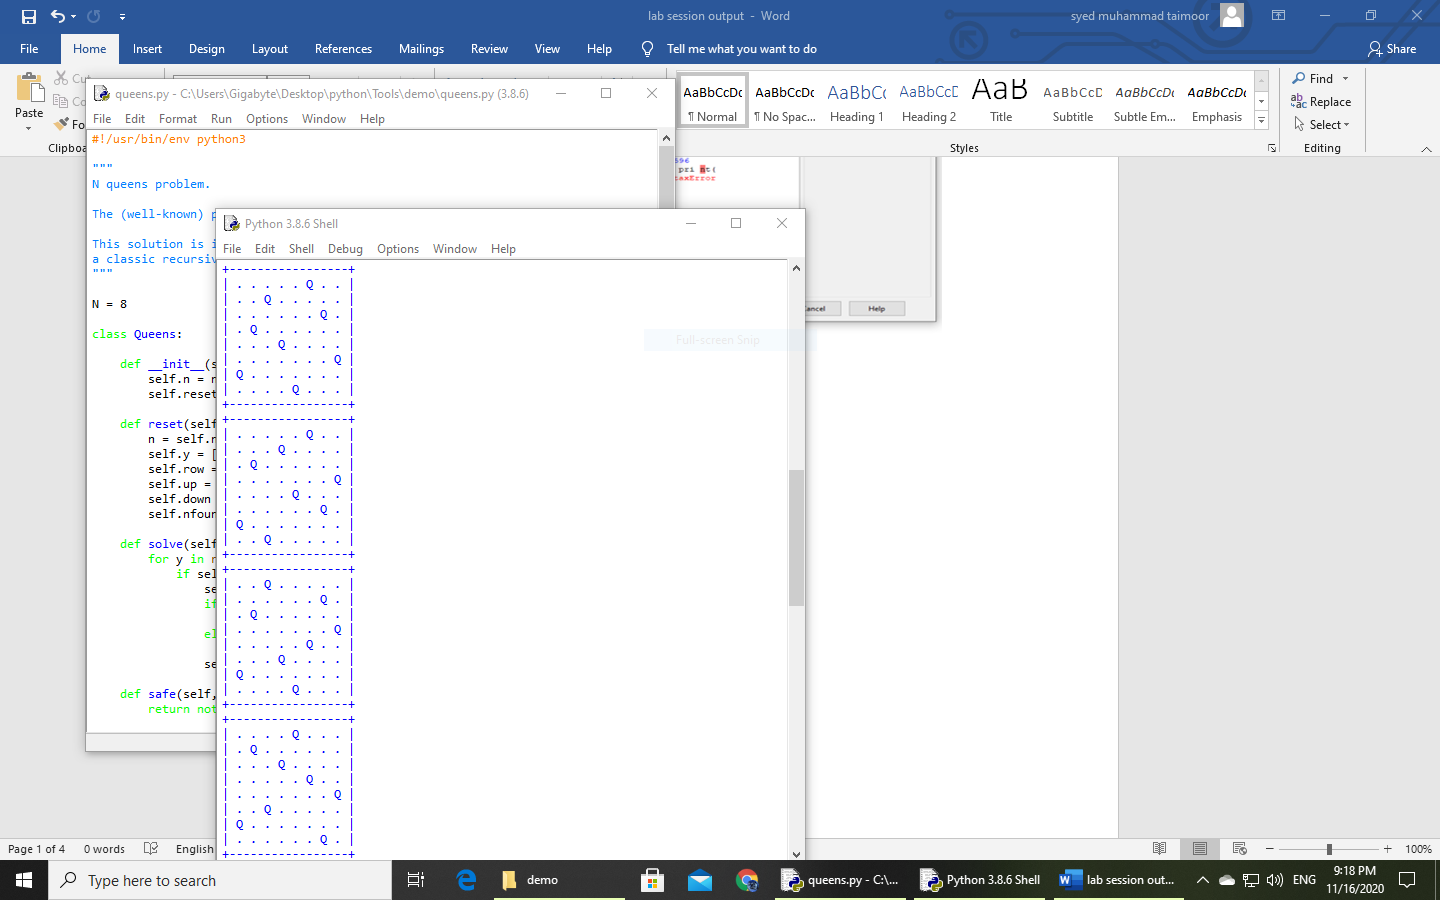 lab session output - Word
syed muhammad taimoor
File Home Insert Design Layout References Mailings Review View Help Tell me what you want to do
Share
Paste
Clipboa
AaBbCcDc AaBbCcDc AaBbCc AaBbCcD AaB AaBbCcD AaBbCcDc AaBbCcDc
¶ Normal ¶ No Spac... Heading 1 Heading 2 Title Subtitle Subtle Em... Emphasis
Styles
Find
Replace
Select
Editing
queens.py - C:\Users\Gigabyte\Desktop\python\Tools\demo\queens.py (3.8.6)
File Edit Format Run Options Window Help
#!/usr/bin/env python3
"""
N queens problem.
The (well-known) p
This solution is i
a classic recursiv
"""
N = 8
class Queens:
def __init__(s
self.n = n
self.reset
def reset(self
n = self.n
self.y = [
self.row =
self.up =
self.down
self.nfoun
def solve(self
for y in r
if sel
se
if
el
se
def safe(self,
return not
596
pri nt(
Cancel Help
Full-screen Snip
Python 3.8.6 Shell
File Edit Shell Debug Options Window Help
+-----------------+
| . . . . . Q . . |
| . . Q . . . . . |
| . . . . . . Q . |
| . Q . . . . . . |
| . . . Q . . . . |
| . . . . . . . Q |
| Q . . . . . . . |
| . . . . Q . . . |
+-----------------+
+-----------------+
| . . . . . Q . . |
| . . . Q . . . . |
| . Q . . . . . . |
| . . . . . . . Q |
| . . . . Q . . . |
| . . . . . . Q . |
| Q . . . . . . . |
| . . Q . . . . . |
+-----------------+
+-----------------+
| . . Q . . . . . |
| . . . . . . Q . |
| . Q . . . . . . |
| . . . . . . . Q |
| . . . . . Q . . |
| . . . Q . . . . |
| Q . . . . . . . |
| . . . . Q . . . |
+-----------------+
+-----------------+
| . . . . Q . . . |
| . Q . . . . . . |
| . . . Q . . . . |
| . . . . . Q . . |
| . . . . . . . Q |
| . . Q . . . . . |
| Q . . . . . . . |
| . . . . . . Q . |
+-----------------+
Page 1 of 4 0 words English
100%
Type here to search
demo
queens.py - C:\...
Python 3.8.6 Shell
lab session out...
ENG
9:18 PM
11/16/2020